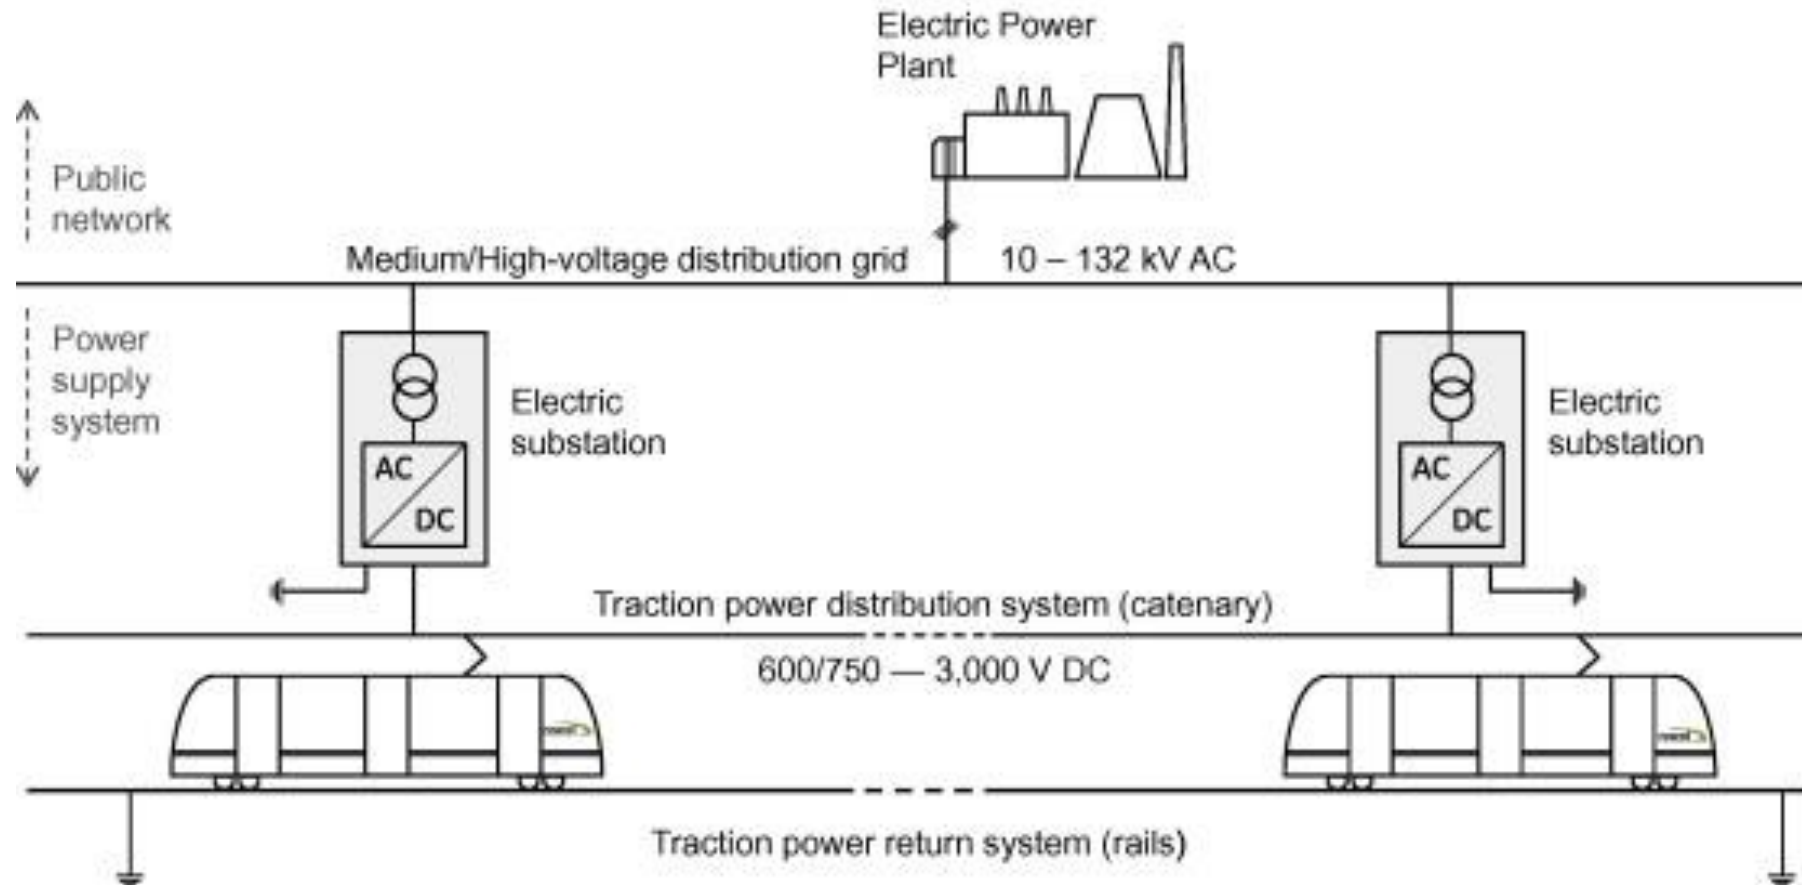 Electric Power
Plant
Public
network
Medium/High-voltage distribution grid
10 – 132 kV AC
Power
supply
system
Electric
substation
AC
DC
Electric
substation
AC
DC
Traction power distribution system (catenary)
600/750 — 3,000 V DC
Traction power return system (rails)